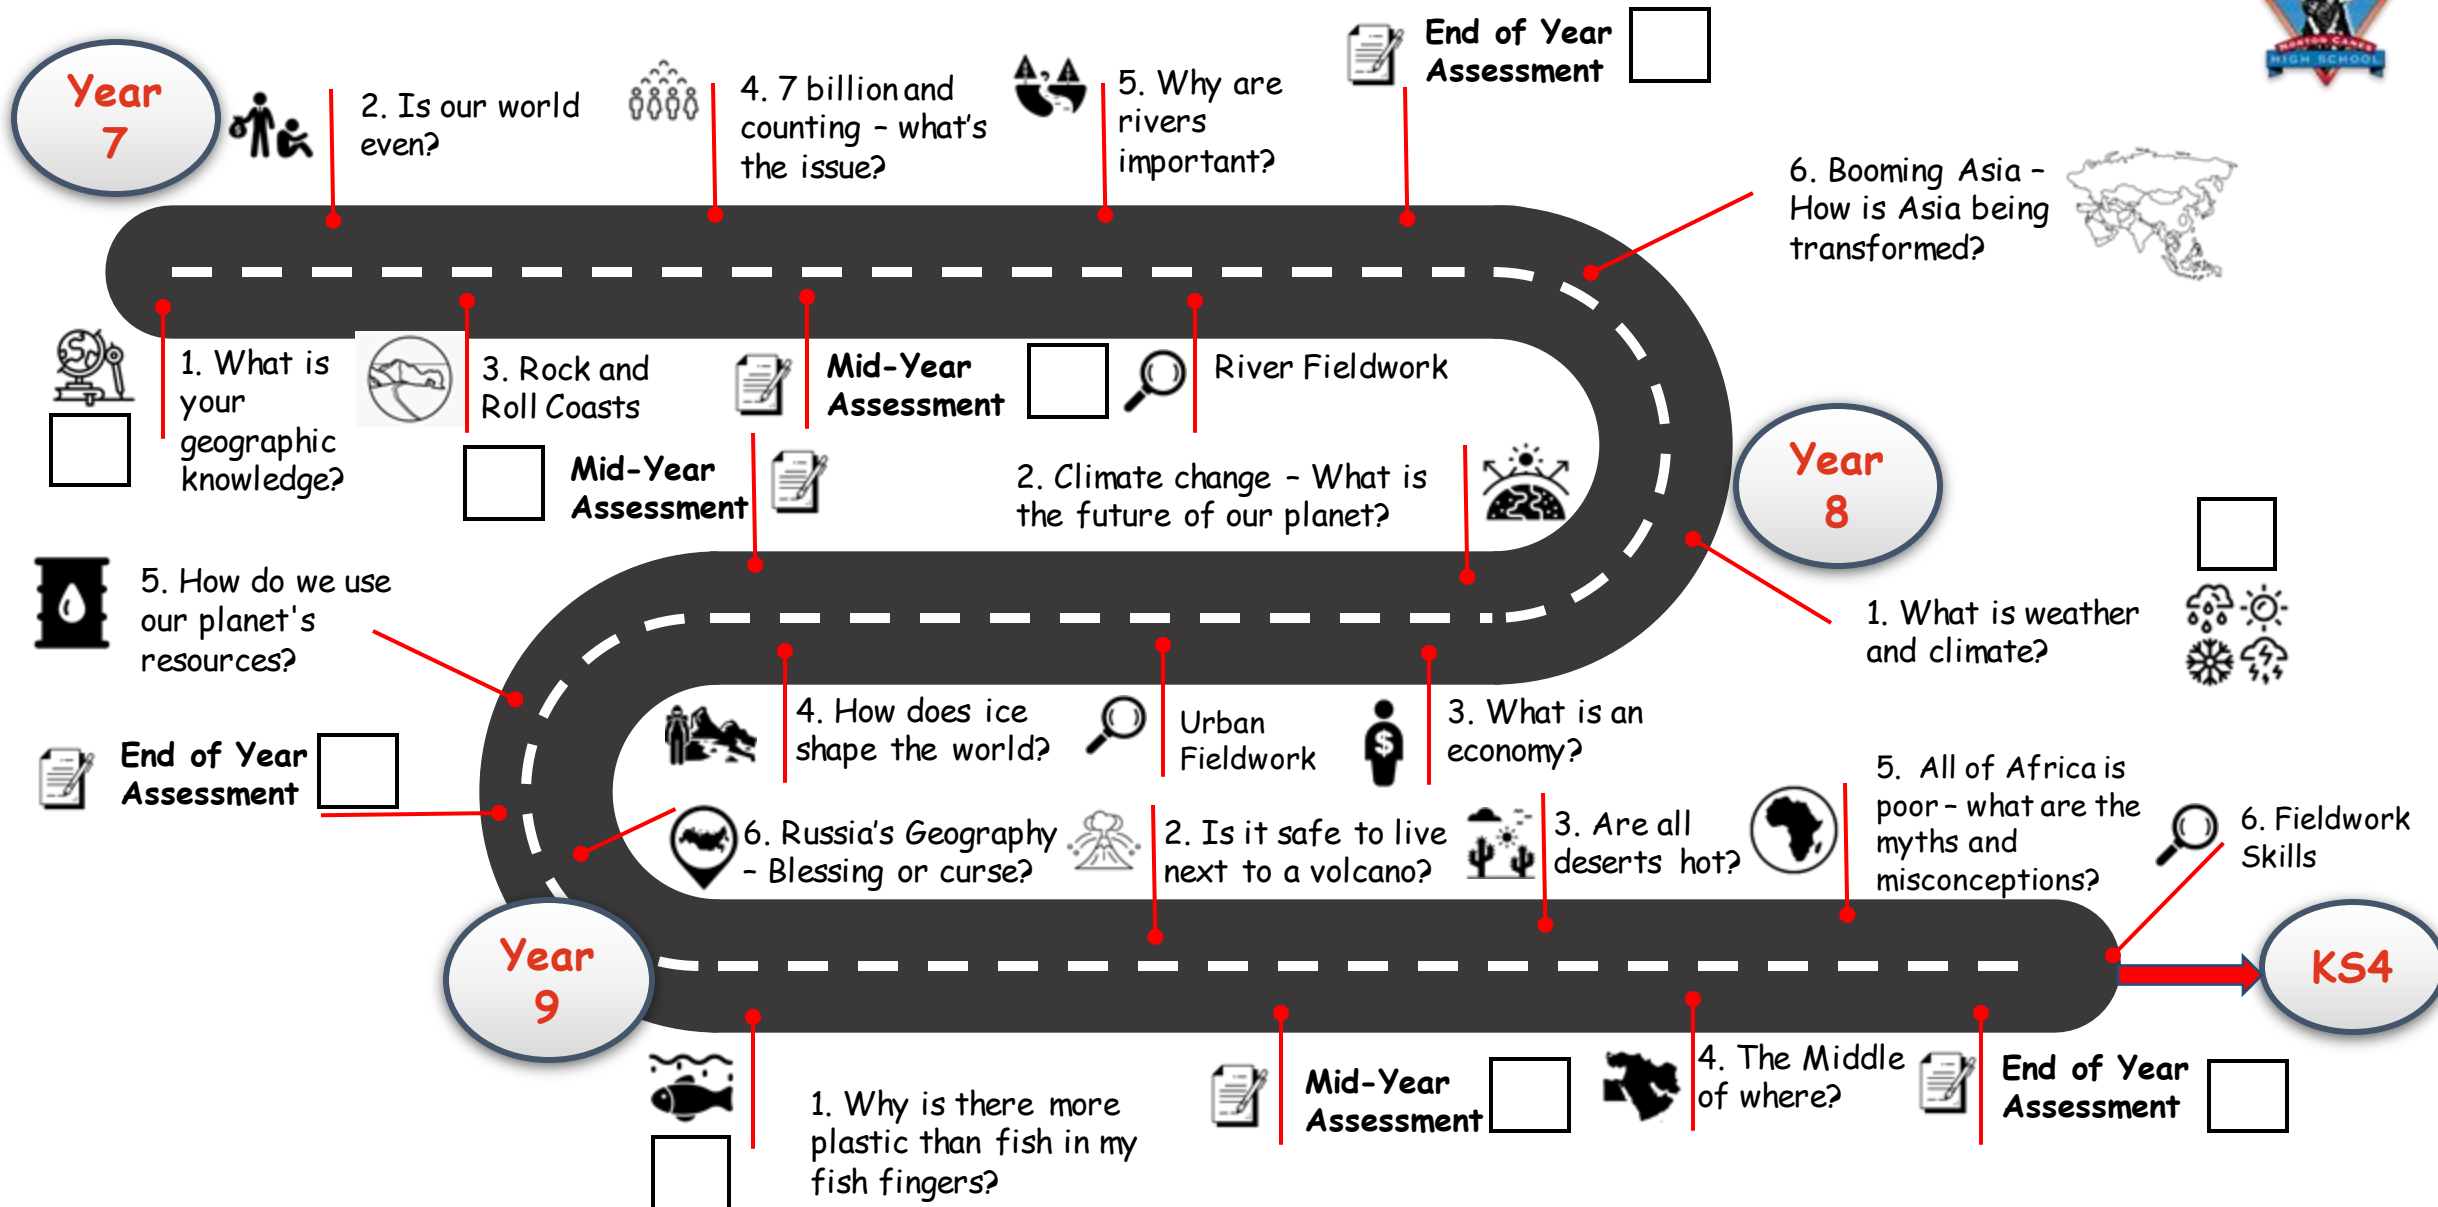 NORTON CANES
HIGH SCHOOL
Year
7
2. Is our world
even?
4. 7 billion and
counting – what's
the issue?
5. Why are
rivers
important?
End of Year
Assessment
6. Booming Asia –
How is Asia being
transformed?
1. What is
your
geographic
knowledge?
3. Rock and
Roll Coasts
Mid-Year
Assessment
River Fieldwork
Year
8
1. What is weather
and climate?
2. Climate change – What is
the future of our planet?
3. What is an
economy?
Urban
Fieldwork
4. How does ice
shape the world?
Mid-Year
Assessment
5. How do we use
our planet's
resources?
End of Year
Assessment
6. Russia's Geography
– Blessing or curse?
Year
9
1. Why is there more
plastic than fish in my
fish fingers?
2. Is it safe to live
next to a volcano?
Mid-Year
Assessment
3. Are all
deserts hot?
4. The Middle
of where?
5. All of Africa is
poor – what are the
myths and
misconceptions?
End of Year
Assessment
6. Fieldwork
Skills
KS4